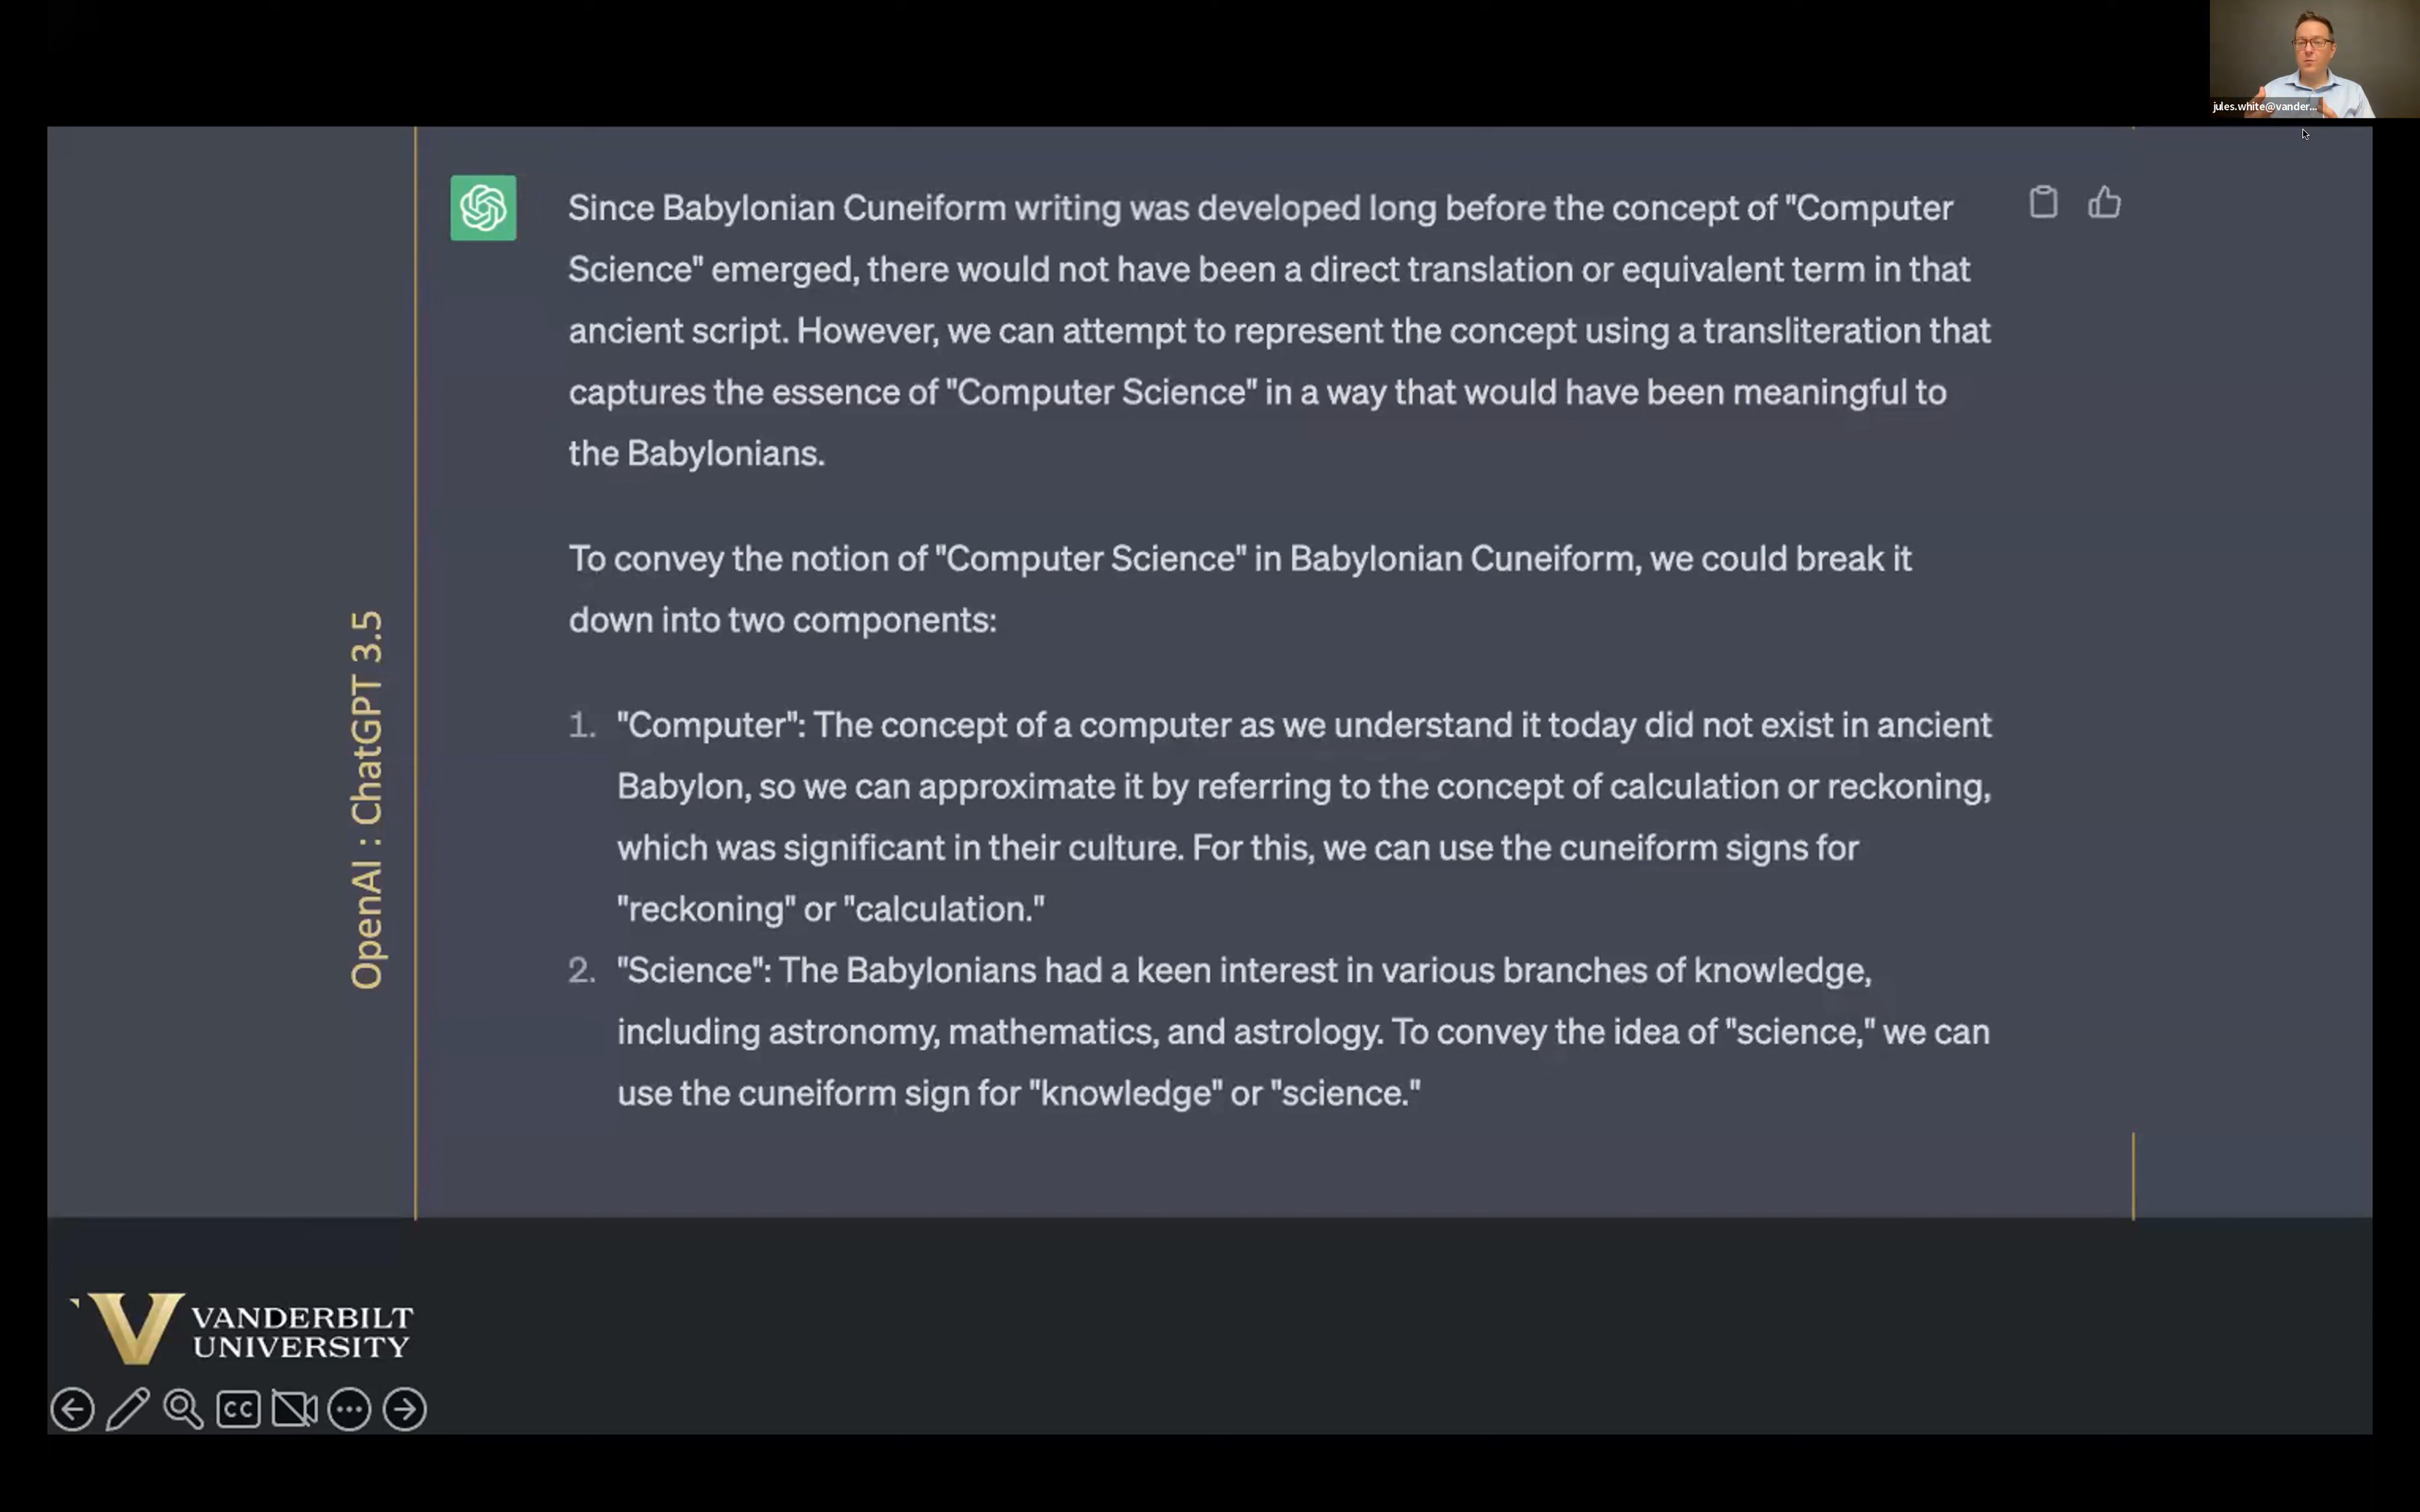 jules.white@vander...
Since Babylonian Cuneiform writing was developed long before the concept of "Computer
Science" emerged, there would not have been a direct translation or equivalent term in that
ancient script. However, we can attempt to represent the concept using a transliteration that
captures the essence of "Computer Science" in a way that would have been meaningful to
the Babylonians.
To convey the notion of "Computer Science" in Babylonian Cuneiform, we could break it
down into two components:
1. "Computer": The concept of a computer as we understand it today did not exist in ancient
Babylon, so we can approximate it by referring to the concept of calculation or reckoning,
which was significant in their culture. For this, we can use the cuneiform signs for
"reckoning" or "calculation."
2. "Science": The Babylonians had a keen interest in various branches of knowledge,
including astronomy, mathematics, and astrology. To convey the idea of "science," we can
use the cuneiform sign for "knowledge" or "science."
OpenAI : ChatGPT 3.5
V VANDERBILT
UNIVERSITY
CC